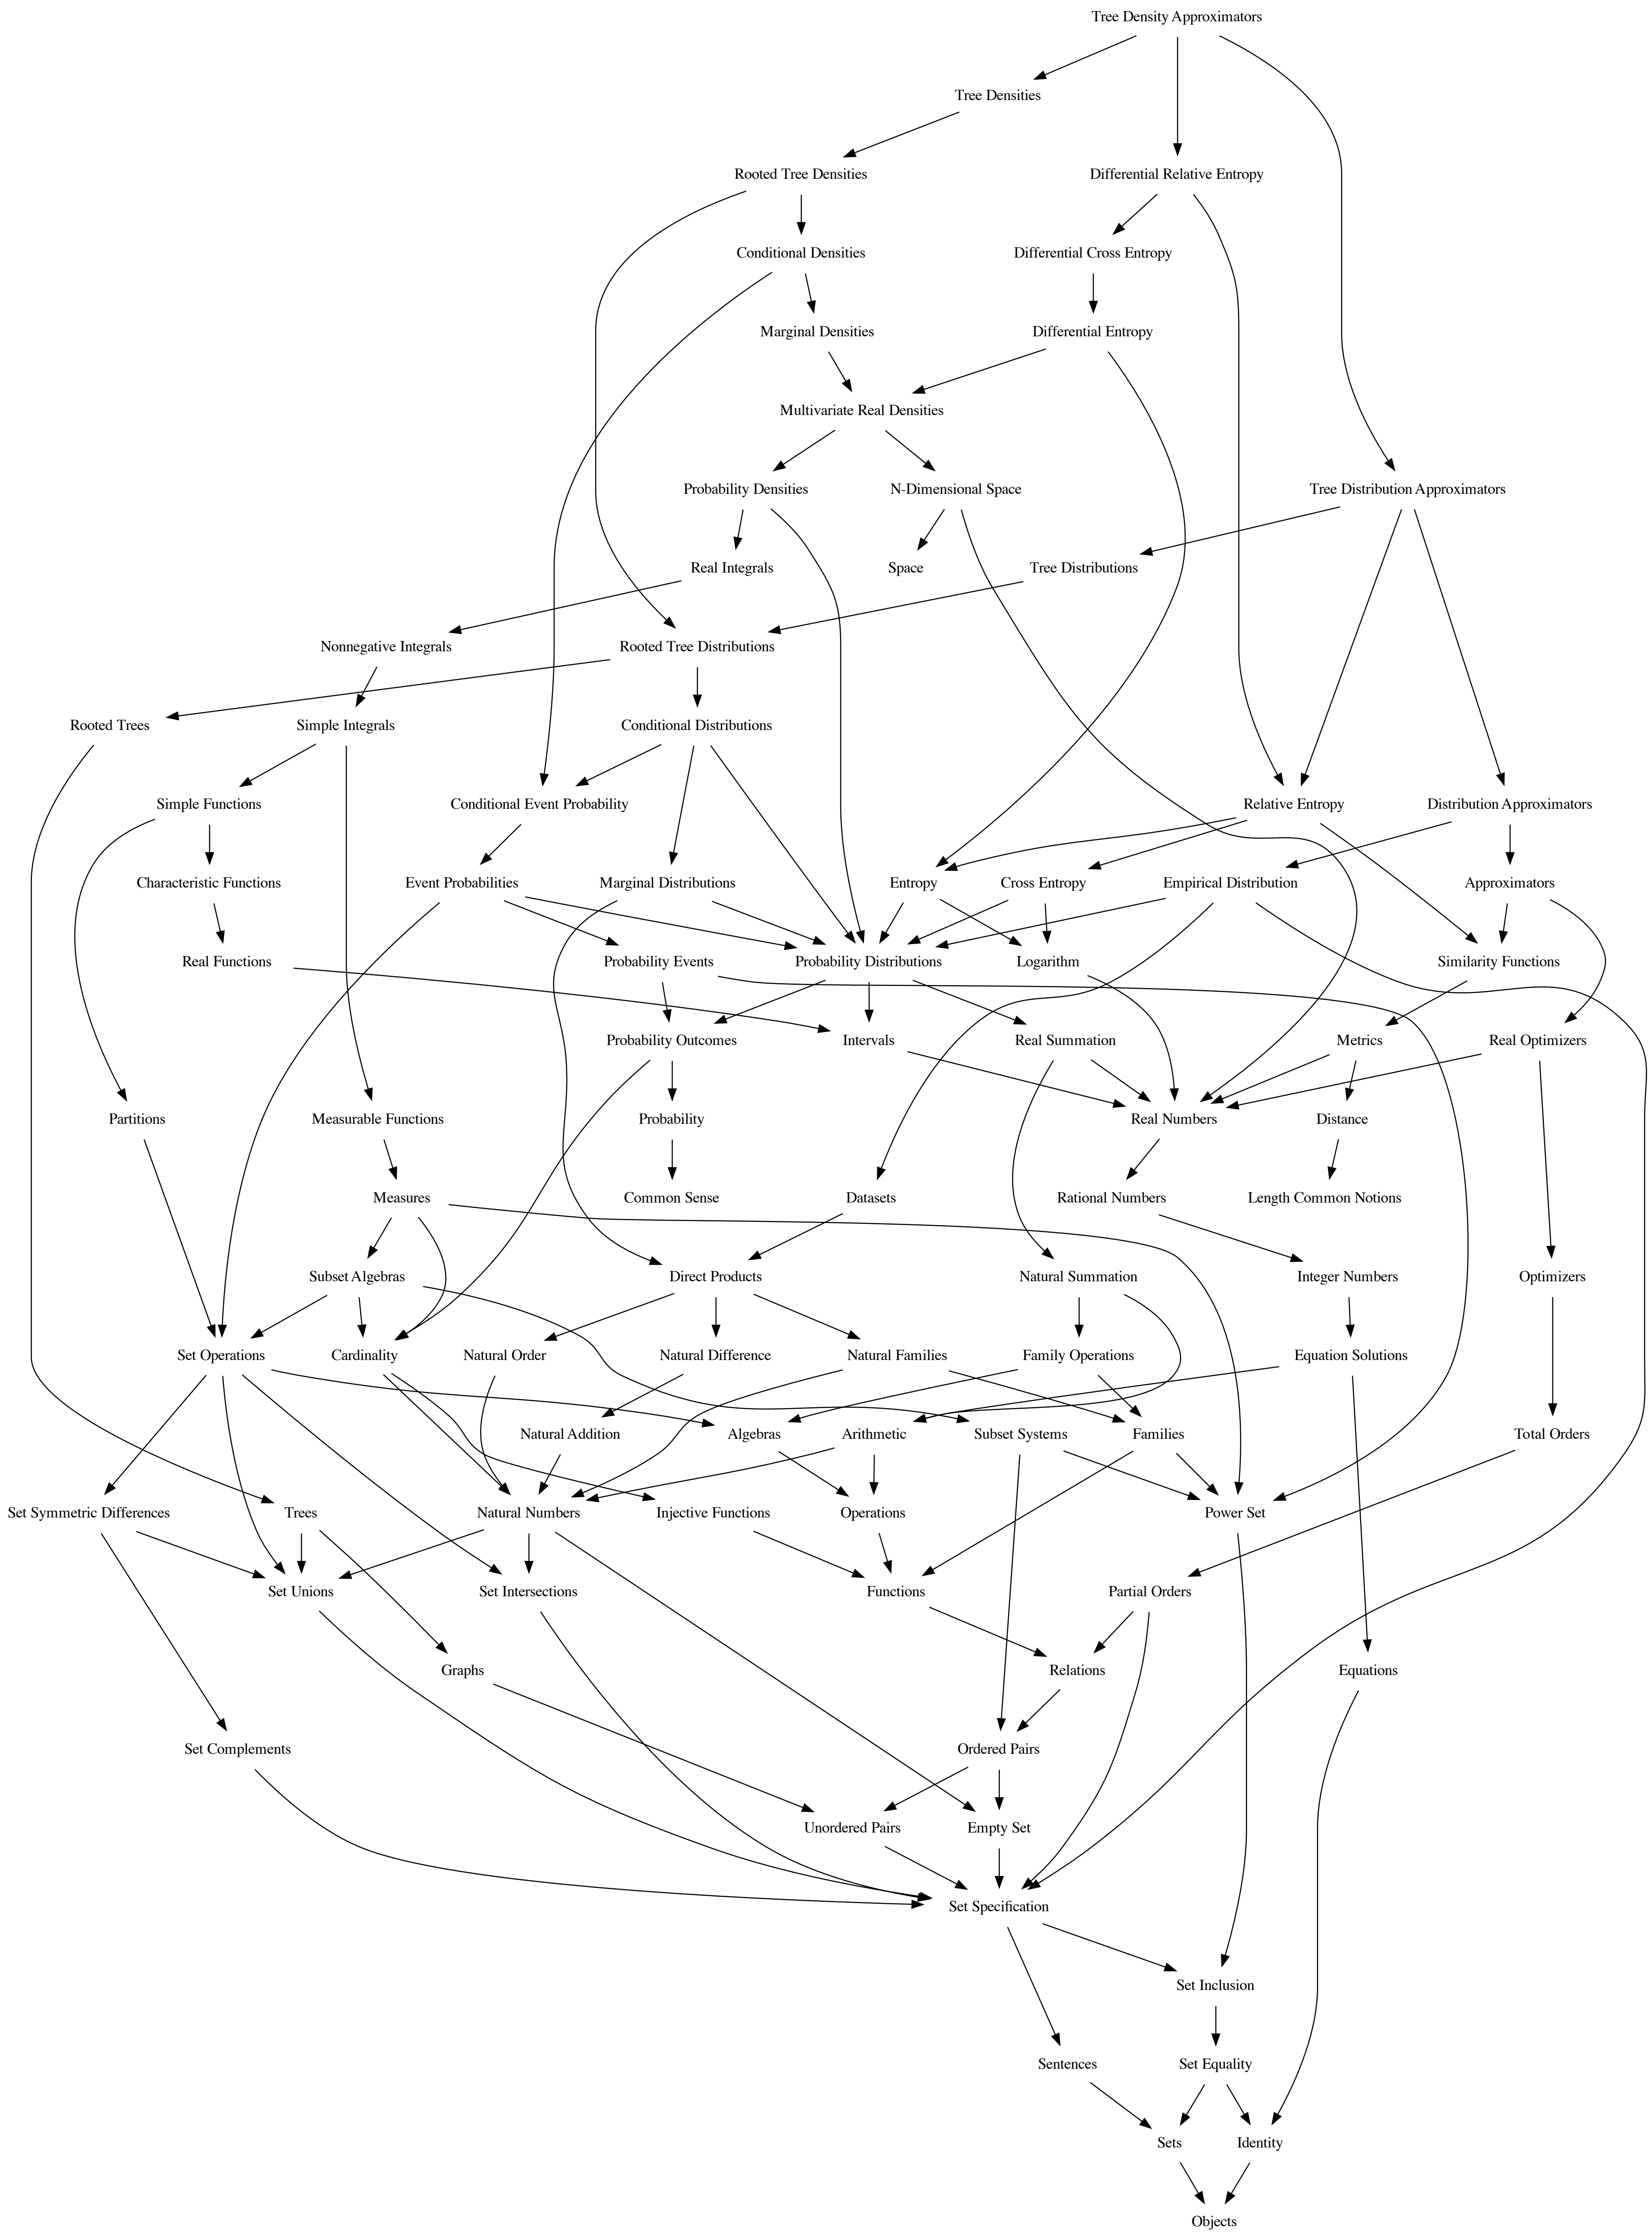 Tree Density Approximators
Tree Densities
Rooted Tree Densities
Differential Relative Entropy
Conditional Densities
Differential Cross Entropy
Marginal Densities
Differential Entropy
Multivariate Real Densities
Probability Densities
N-Dimensional Space
Tree Distribution Approximators
Real Integrals
Space
Tree Distributions
Nonnegative Integrals
Rooted Tree Distributions
Rooted Trees
Simple Integrals
Conditional Distributions
Simple Functions
Conditional Event Probability
Relative Entropy
Distribution Approximators
Characteristic Functions
Event Probabilities
Marginal Distributions
Entropy
Cross Entropy
Empirical Distribution
Approximators
Real Functions
Probability Events
Probability Distributions
Logarithm
Similarity Functions
Probability Outcomes
Intervals
Real Summation
Metrics
Real Optimizers
Partitions
Measurable Functions
Probability
Real Numbers
Distance
Measures
Common Sense
Datasets
Rational Numbers
Length Common Notions
Subset Algebras
Direct Products
Natural Summation
Integer Numbers
Optimizers
Set Operations
Cardinality
Natural Order
Natural Difference
Natural Families
Family Operations
Equation Solutions
Natural Addition
Algebras
Arithmetic
Subset Systems
Families
Total Orders
Set Symmetric Differences
Trees
Natural Numbers
Injective Functions
Operations
Power Set
Set Unions
Set Intersections
Functions
Partial Orders
Graphs
Relations
Equations
Set Complements
Ordered Pairs
Unordered Pairs
Empty Set
Set Specification
Set Inclusion
Sentences
Set Equality
Sets
Identity
Objects